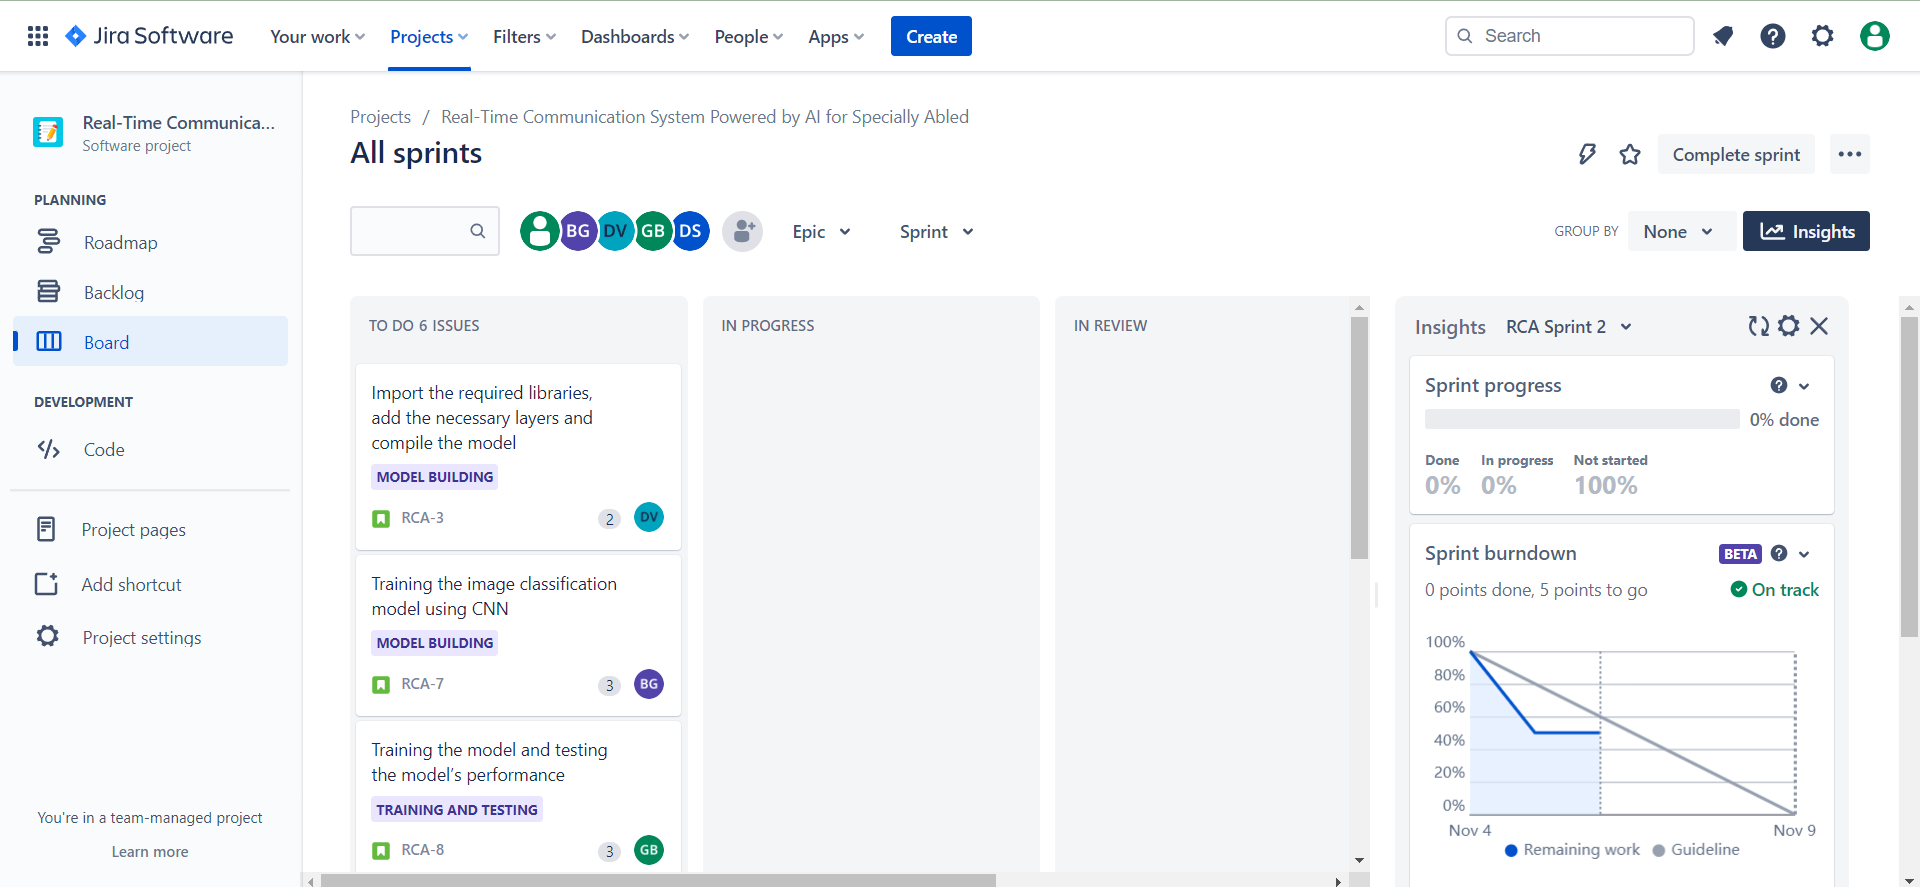 Jira Software
Your work
Projects
Filters
Dashboards
People
Apps
Create
Search
Real-Time Communica...
Software project
PLANNING
Roadmap
Backlog
Board
DEVELOPMENT
Code
Project pages
Add shortcut
Project settings
You're in a team-managed project
Learn more
Projects / Real-Time Communication System Powered by AI for Specially Abled
All sprints
Complete sprint
BG
DV
GB
DS
Epic
Sprint
GROUP BY
None
Insights
TO DO 6 ISSUES
Import the required libraries,
add the necessary layers and
compile the model
MODEL BUILDING
RCA-3
2
DV
Training the image classification
model using CNN
MODEL BUILDING
RCA-7
3
BG
Training the model and testing
the model’s performance
TRAINING AND TESTING
RCA-8
3
GB
IN PROGRESS
IN REVIEW
Insights
RCA Sprint 2
Sprint progress
0% done
Done
In progress
Not started
0%
0%
100%
Sprint burndown
BETA
0 points done, 5 points to go
On track
100%
80%
60%
40%
20%
0%
Nov 4
Nov 9
Remaining work
Guideline